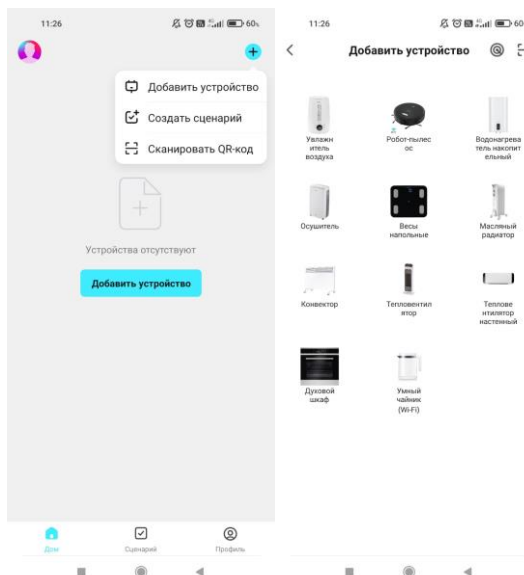 11:26
60
Добавить устройство
Создать сценарий
Сканировать QR-код
Устройства отсутствуют
Добавить устройство
Дом
Сценарий
Профиль
11:26
60
Добавить устройство
Увлажн
итель
воздуха
Робот-пылес
ос
Водонагрева
тель накопит
ельный
Осушитель
Весы
напольные
Масляный
радиатор
Конвектор
Тепловентил
ятор
Теплове
нтилятор
настенный
Духовой
шкаф
Умный
чайник
(Wi-Fi)